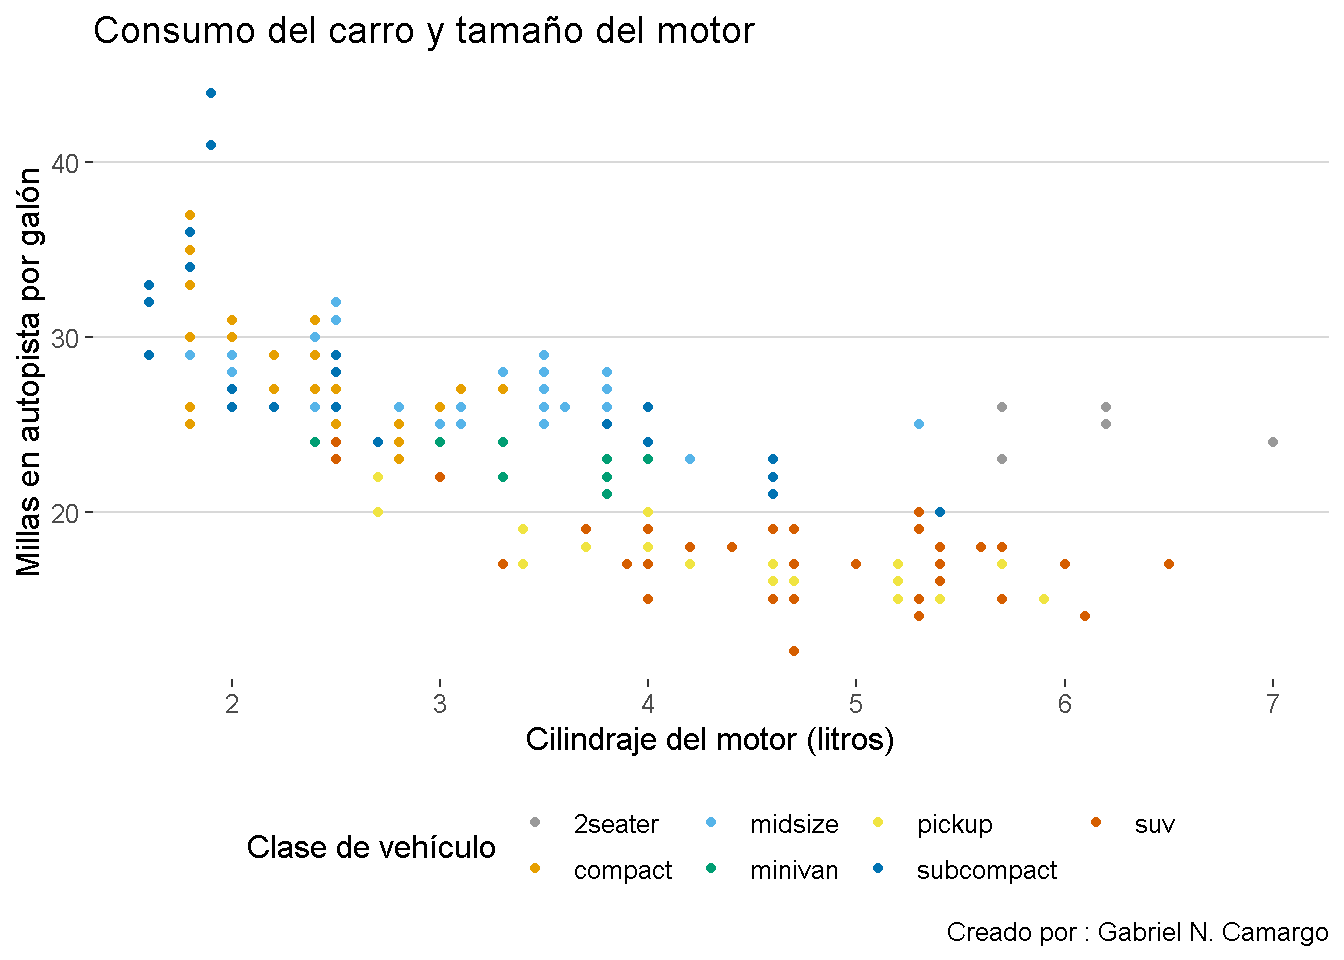 Consumo del carro y tamaño del motor
Millas en autopista por galón
40
30
20
2 3 4 5 6 7
Cilindraje del motor (litros)
Clase de vehículo
2seater midsize pickup suv
compact minivan subcompact
Creado por : Gabriel N. Camargo